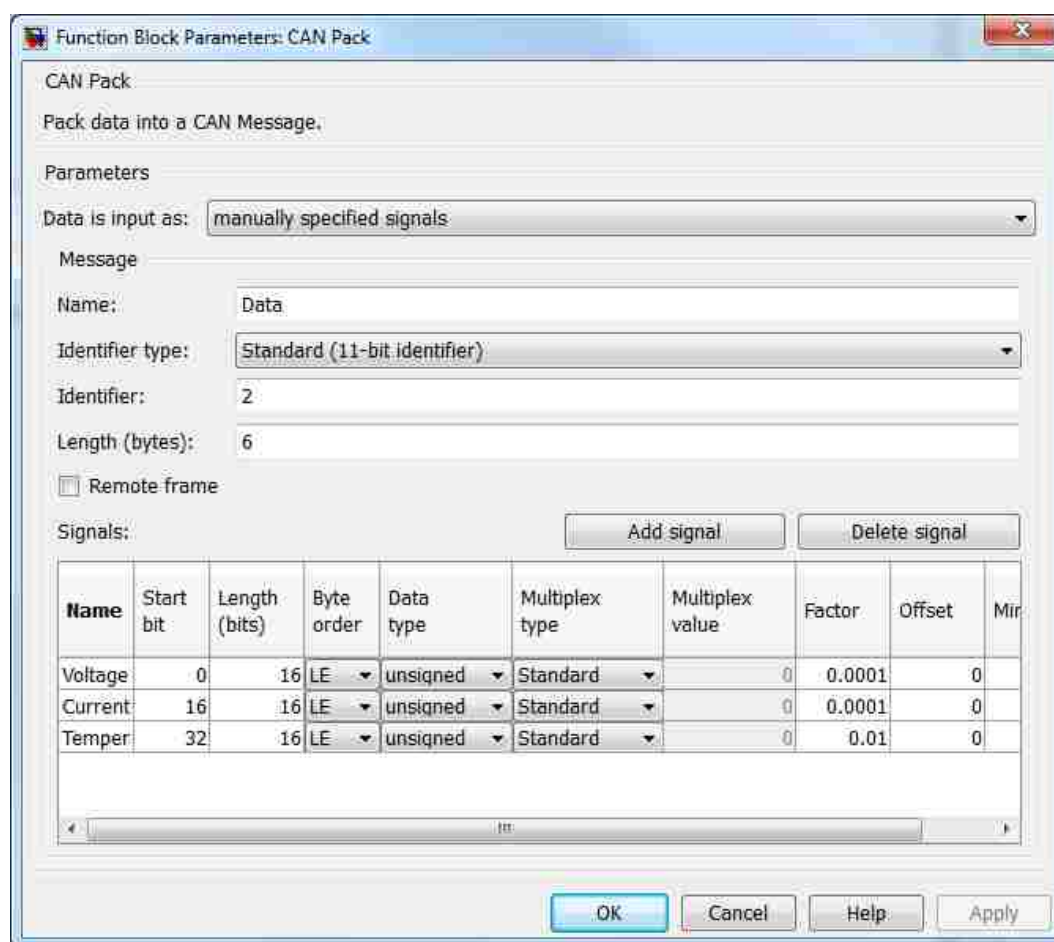 Function Block Parameters: CAN Pack
CAN Pack
Pack data into a CAN Message.
Parameters
Data is input as: manually specified signals
Message
Name: Data
Identifier type: Standard (11-bit identifier)
Identifier: 2
Length (bytes): 6
Remote frame
Signals: Add signal Delete signal
Name Start bit Length (bits) Byte order Data type Multiplex type Multiplex value Factor Offset Mir
Voltage 0 16 LE unsigned Standard 0 0.0001 0
Current 16 16 LE unsigned Standard 0 0.0001 0
Temper 32 16 LE unsigned Standard 0 0.01 0
OK Cancel Help Apply